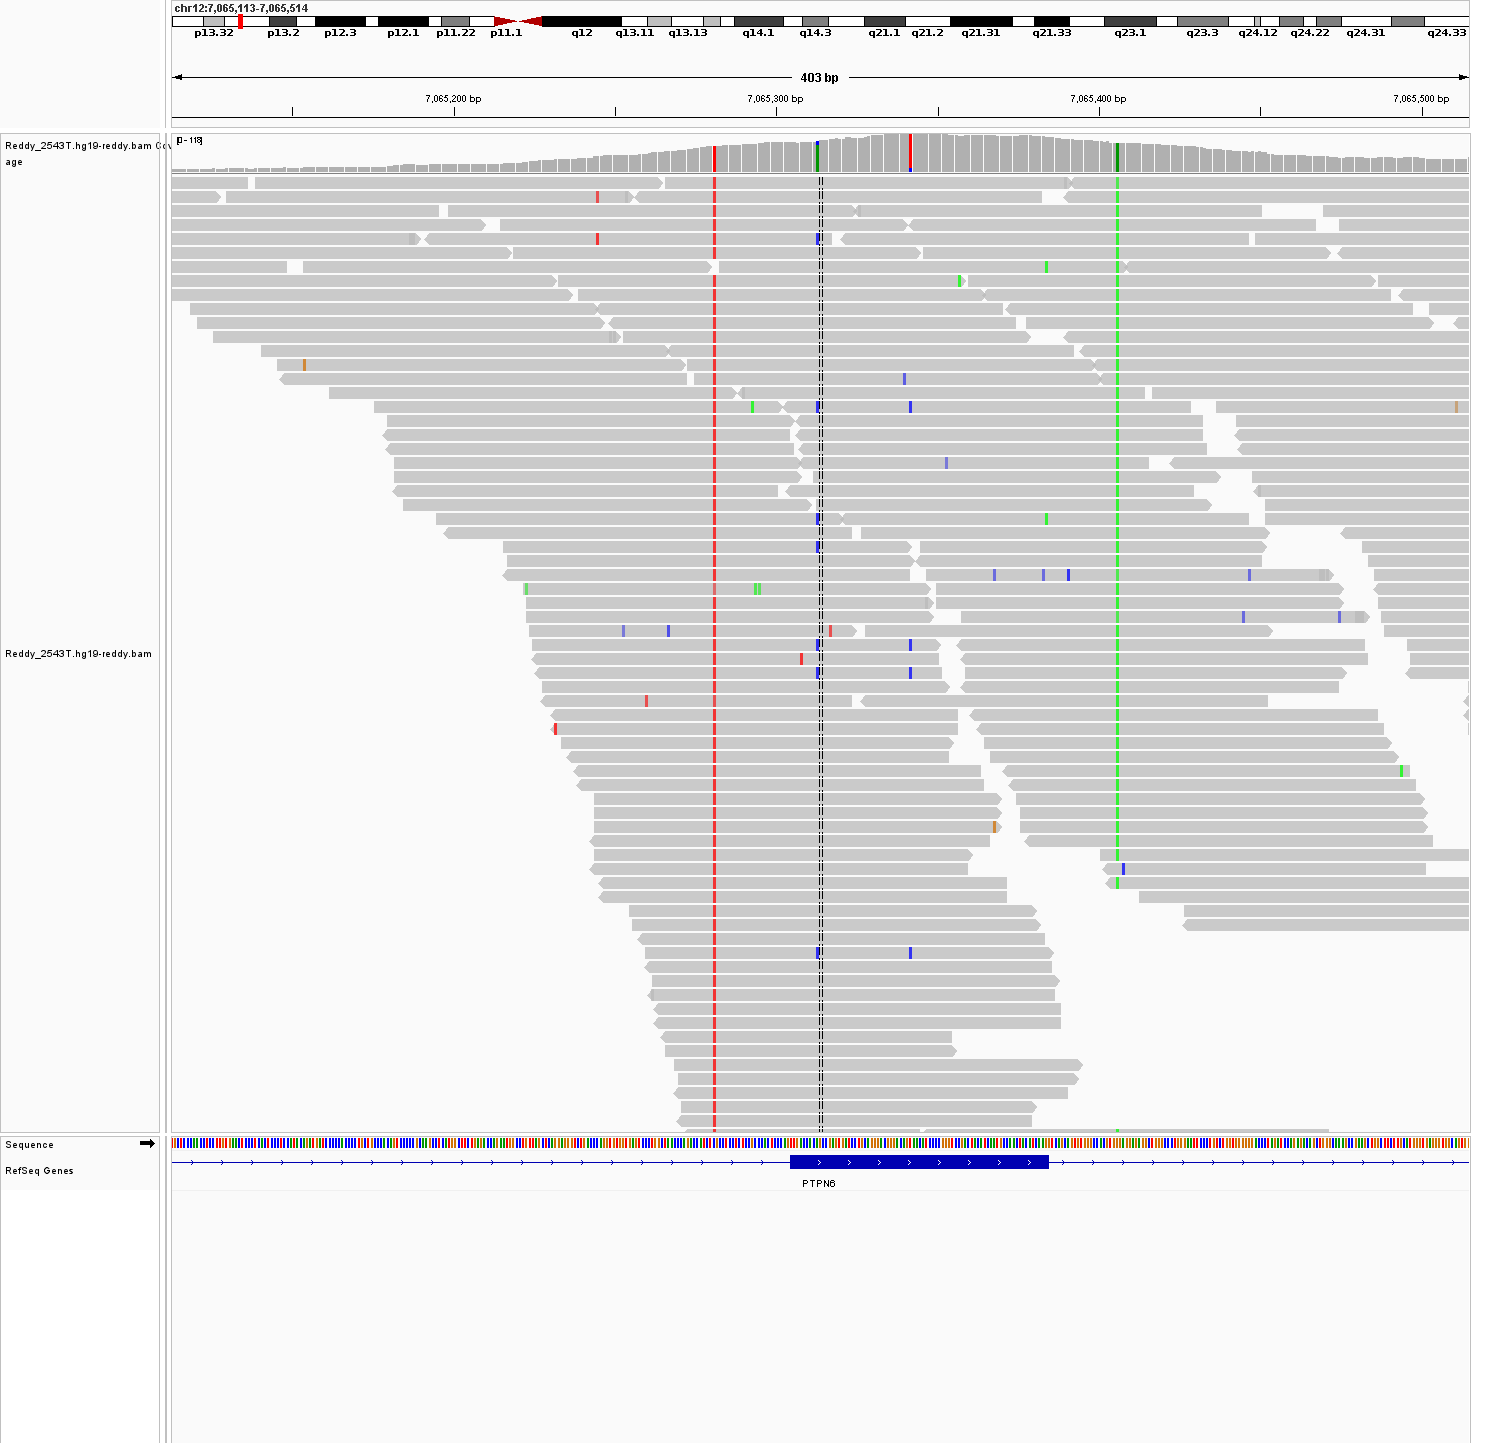 chr12:7,065,113-7,065,514
p13.32 p13.2 p12.3 p12.1 p11.22 p11.1 q12 q13.11 q13.13 q14.1 q14.3 q21.1 q21.2 q21.31 q21.33 q23.1 q23.3 q24.12 q24.22 q24.31 q24.33
403 bp
7,065,200 bp 7,065,300 bp 7,065,400 bp 7,065,500 bp
Reddy_2543T.hg19-reddy.bam Cov
age
[0 - 118]
Reddy_2543T.hg19-reddy.bam
Sequence
RefSeq Genes
PTPN6